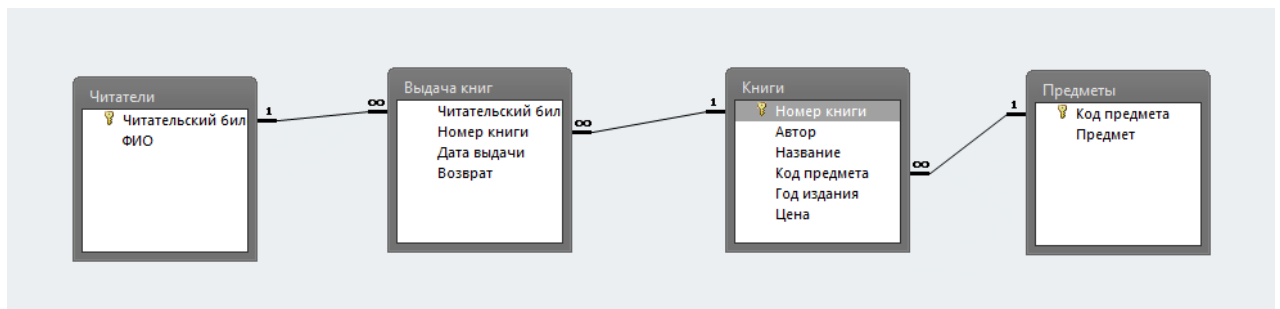 Читатели
Читательский бил
ФИО
1
∞
Выдача книг
Читательский бил
Номер книги
Дата выдачи
Возврат
∞
1
Книги
Номер книги
Автор
Название
Код предмета
Год издания
Цена
∞
1
Предметы
Код предмета
Предмет